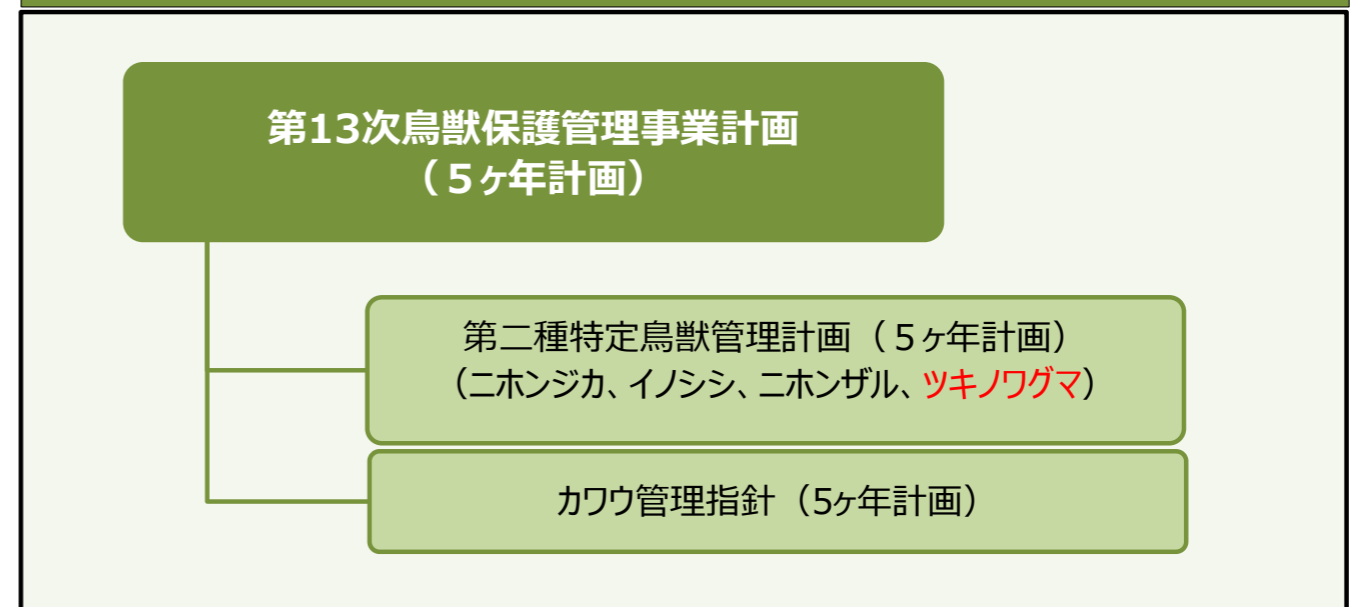 第13次鳥獣保護管理事業計画
（５ヶ年計画）
第二種特定鳥獣管理計画（５ヶ年計画）
（ニホンジカ、イノシシ、ニホンザル、ツキノワグマ）
カワウ管理指針（5ヶ年計画）